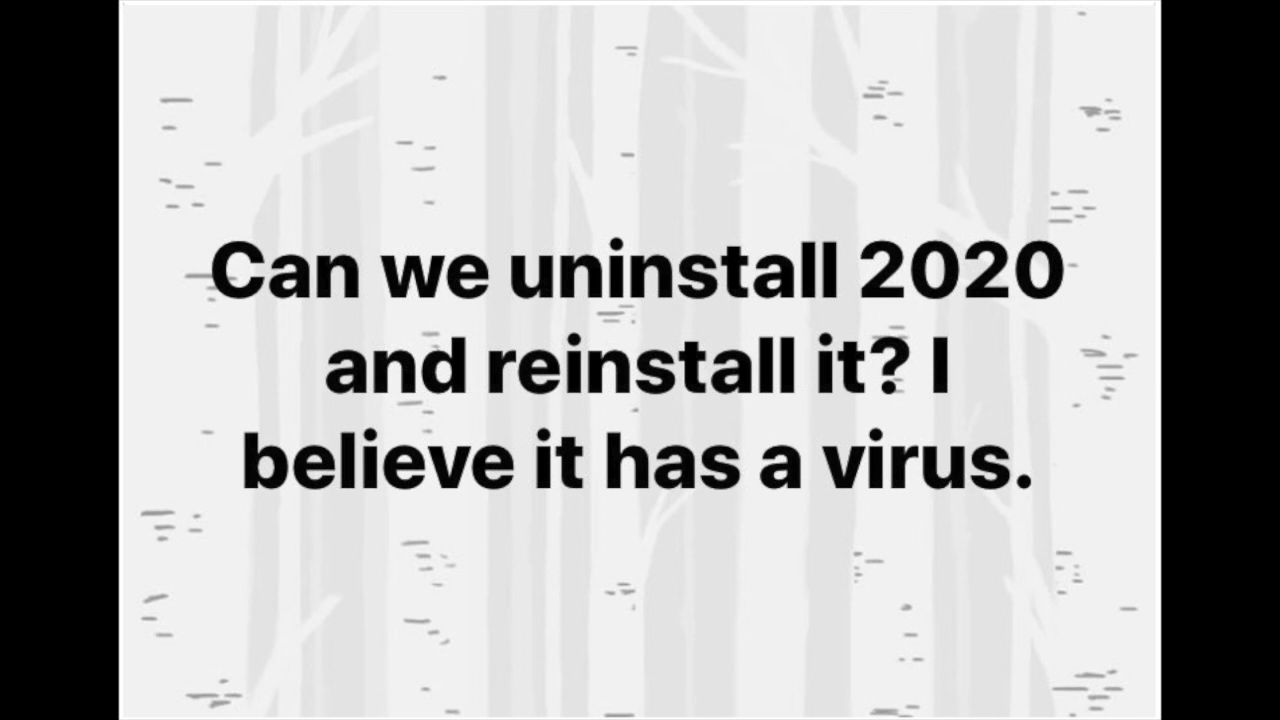 Can we uninstall 2020
and reinstall it? I
believe it has a virus.